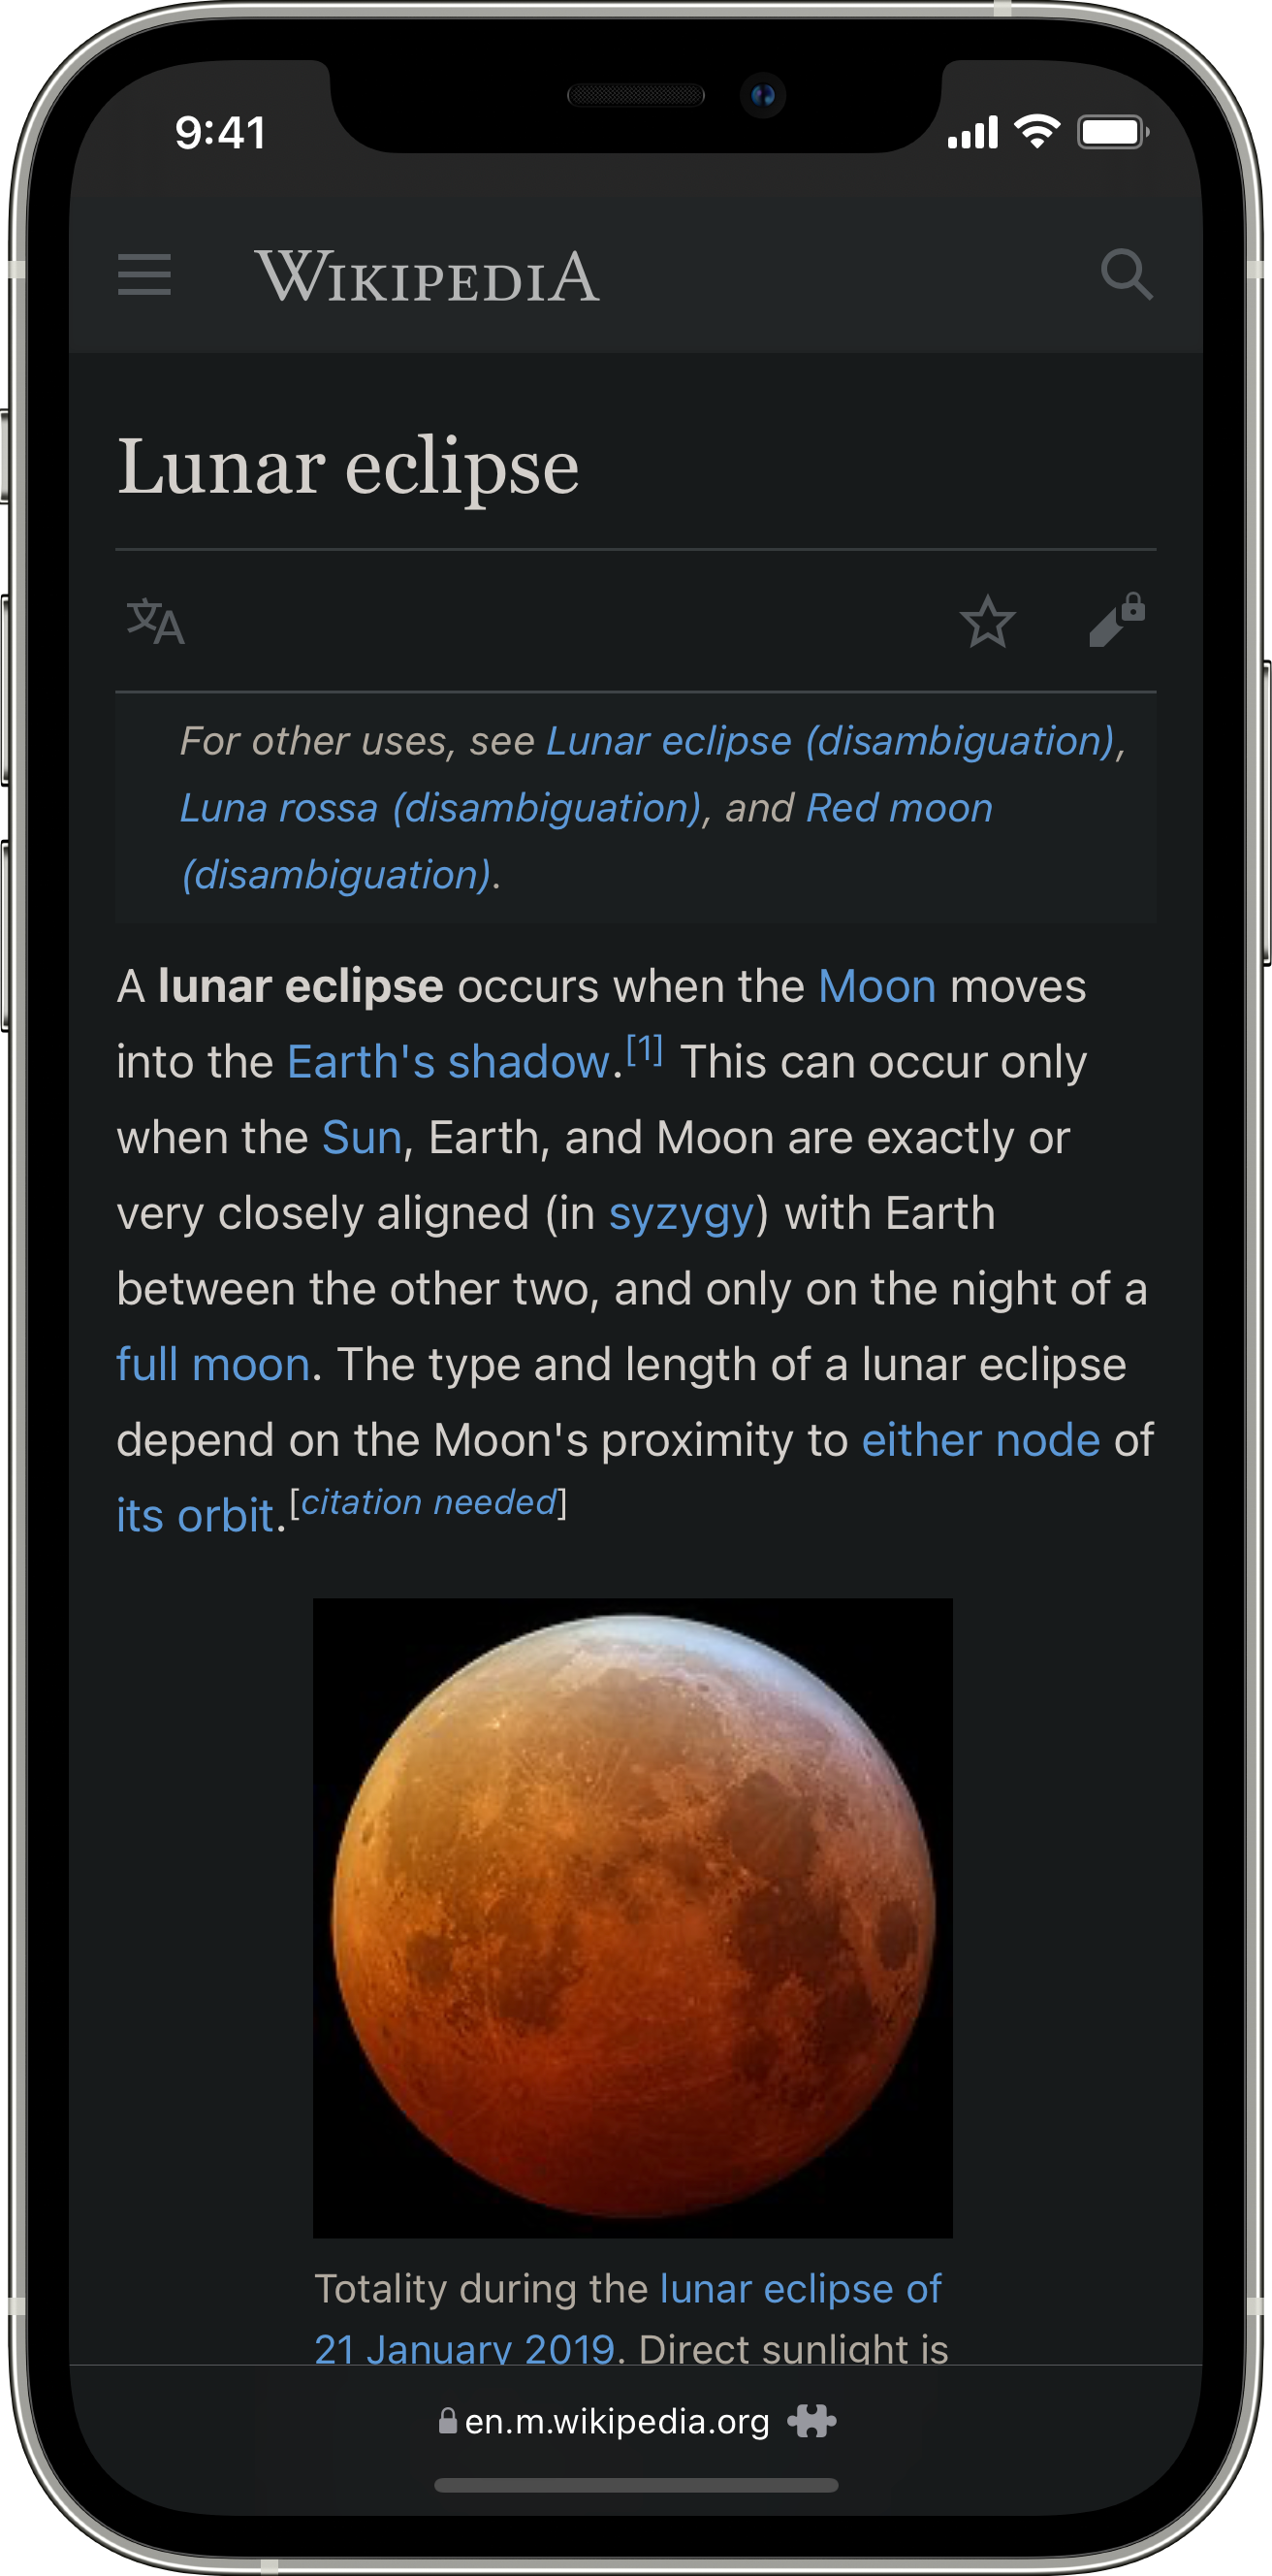 9:41
WIKIPEDIA
Lunar eclipse
文A
For other uses, see Lunar eclipse (disambiguation),
Luna rossa (disambiguation), and Red moon
(disambiguation).
A lunar eclipse occurs when the Moon moves
into the Earth's shadow.[1] This can occur only
when the Sun, Earth, and Moon are exactly or
very closely aligned (in syzygy) with Earth
between the other two, and only on the night of a
full moon. The type and length of a lunar eclipse
depend on the Moon's proximity to either node of
its orbit.[citation needed]
Totality during the lunar eclipse of
21 January 2019. Direct sunlight is
en.m.wikipedia.org